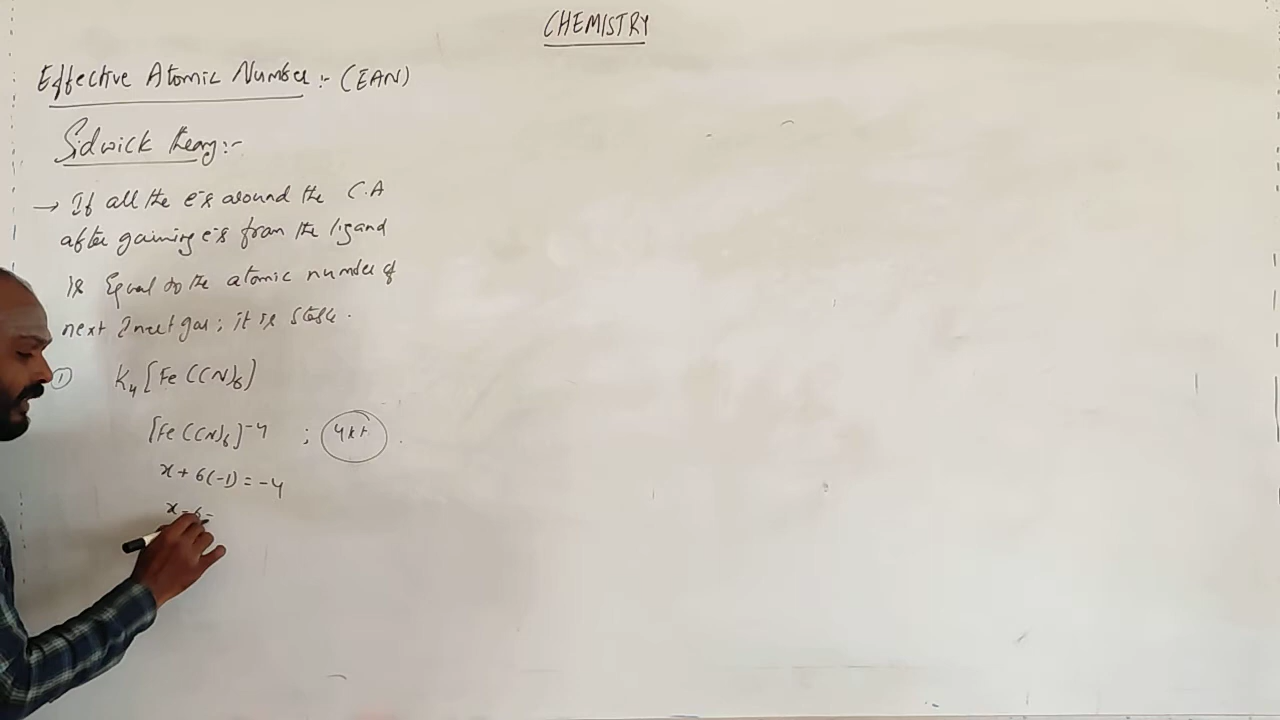 CHEMISTRY
Effective Atomic Number :- (EAN)
Sidwick theory:-
→ If all the e⁻s around the C.A
after gaining e⁻s from the ligand
is Equal to the atomic number of
next Inert gas; it is stable.
① K₄[Fe(CN)₆]
[Fe(CN)₆]⁻⁴ ; 4K+.
x + 6(-1) = -4
x-6=